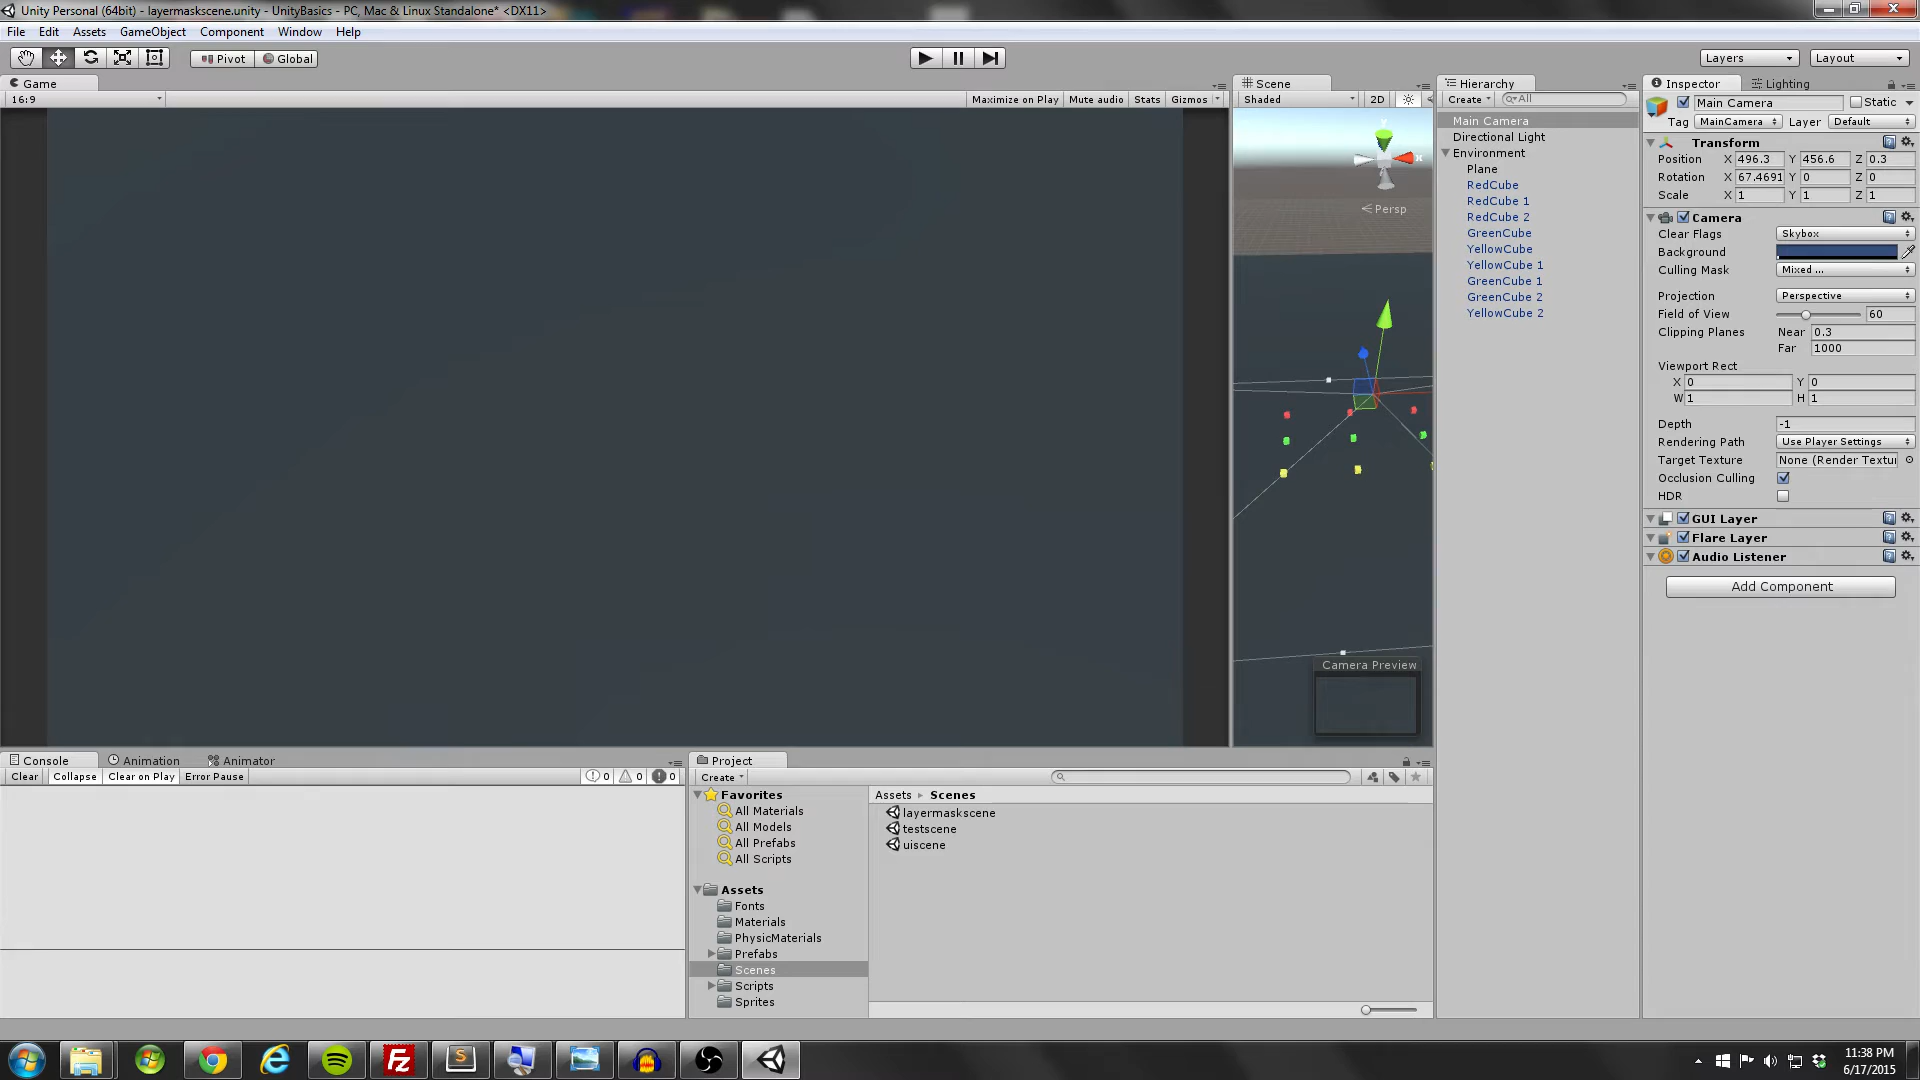 Unity Personal (64bit) - layermaskscene.unity - UnityBasics - PC, Mac & Linux Standalone* <DX11>
File Edit Assets GameObject Component Window Help
Pivot Global Layers Layout
Game
16:9 Maximize on Play Mute audio Stats Gizmos
Scene
Shaded 2D
y
x
Persp
Camera Preview
Hierarchy
Create All
Main Camera
Directional Light
Environment
Plane
RedCube
RedCube 1
RedCube 2
GreenCube
YellowCube
YellowCube 1
GreenCube 1
GreenCube 2
YellowCube 2
Inspector Lighting
Main Camera Static
Tag MainCamera Layer Default
Transform
Position X 496.3 Y 456.6 Z 0.3
Rotation X 67.4691 Y 0 Z 0
Scale X 1 Y 1 Z 1
Camera
Clear Flags Skybox
Background
Culling Mask Mixed ...
Projection Perspective
Field of View 60
Clipping Planes Near 0.3
Far 1000
Viewport Rect
X 0 Y 0
W 1 H 1
Depth -1
Rendering Path Use Player Settings
Target Texture None (Render Textur
Occlusion Culling
HDR
GUI Layer
Flare Layer
Audio Listener
Add Component
Console Animation Animator
Clear Collapse Clear on Play Error Pause 0 0 0
Project
Create
Favorites
All Materials
All Models
All Prefabs
All Scripts
Assets
Fonts
Materials
PhysicMaterials
Prefabs
Scenes
Scripts
Sprites
Assets Scenes
layermaskscene
testscene
uiscene
11:38 PM
6/17/2015